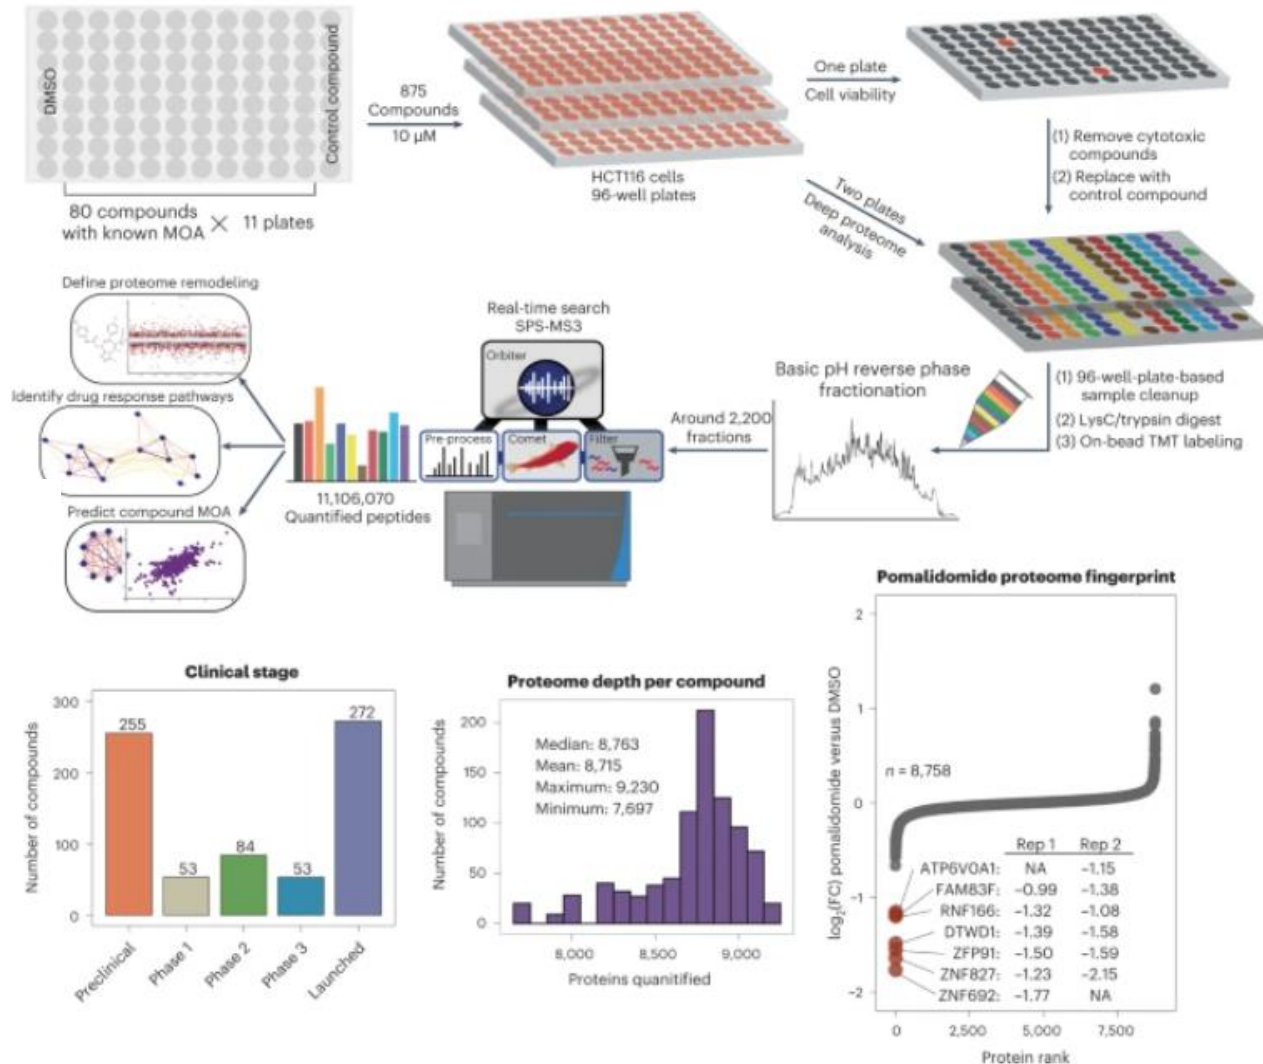 DMSO
Control compound
80 compounds
with known MOA
× 11 plates
875
Compounds
10 µM
HCT116 cells
96-well plates
One plate
Cell viability
(1) Remove cytotoxic
compounds
(2) Replace with
control compound
Two plates
Deep proteome
analysis
(1) 96-well-plate-based
sample cleanup
(2) LysC/trypsin digest
(3) On-bead TMT labeling
Basic pH reverse phase
fractionation
Around 2,200
fractions
Real-time search
SPS-MS3
Orbiter
Pre-process
Comet
Filter
11,106,070
Quantified peptides
Define proteome remodeling
Identify drug response pathways
Predict compound MOA
Clinical stage
Number of compounds
300
200
100
0
255
53
84
53
272
Preclinical
Phase 1
Phase 2
Phase 3
Launched
Proteome depth per compound
Number of compounds
200
150
100
50
0
Median: 8,763
Mean: 8,715
Maximum: 9,230
Minimum: 7,697
8,000
8,500
9,000
Proteins quanitified
Pomalidomide proteome fingerprint
log2(FC) pomalidomide versus DMSO
2
1
0
−1
−2
n = 8,758
Rep 1 Rep 2
ATP6V0A1: NA −1.15
FAM83F: −0.99 −1.38
RNF166: −1.32 −1.08
DTWD1: −1.39 −1.58
ZFP91: −1.50 −1.59
ZNF827: −1.23 −2.15
ZNF692: −1.77 NA
0
2,500
5,000
7,500
Protein rank